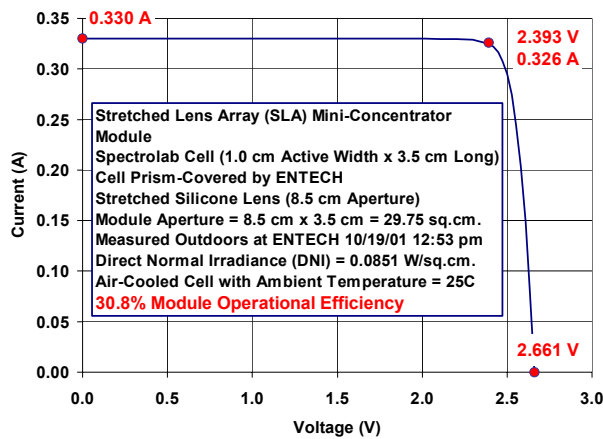 0.330 A
2.393 V
0.326 A
2.661 V
Stretched Lens Array (SLA) Mini-Concentrator
Module
Spectrolab Cell (1.0 cm Active Width x 3.5 cm Long)
Cell Prism-Covered by ENTECH
Stretched Silicone Lens (8.5 cm Aperture)
Module Aperture = 8.5 cm x 3.5 cm = 29.75 sq.cm.
Measured Outdoors at ENTECH 10/19/01 12:53 pm
Direct Normal Irradiance (DNI) = 0.0851 W/sq.cm.
Air-Cooled Cell with Ambient Temperature = 25C
30.8% Module Operational Efficiency
Current (A)
0.35
0.30
0.25
0.20
0.15
0.10
0.05
0.00
0.0 0.5 1.0 1.5 2.0 2.5 3.0
Voltage (V)